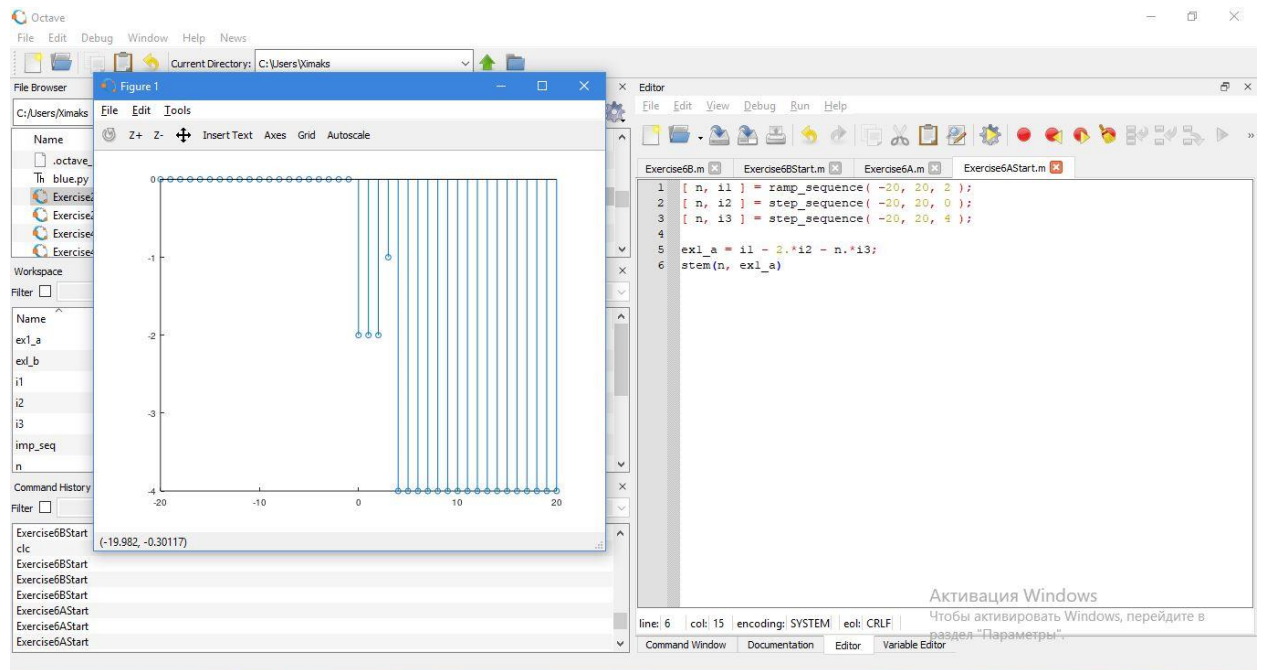 Octave
File Edit Debug Window Help News
Current Directory: C:\Users\Ximaks
File Browser
C:/Users/Ximaks
Name
.octave_
blue.py
Exercise2
Exercise2
Exercise4
Exercise4
Workspace
Filter
Name
ex1_a
exl_b
i1
i2
i3
imp_seq
n
Command History
Filter
Exercise6BStart
clc
Exercise6BStart
Exercise6BStart
Exercise6BStart
Exercise6AStart
Exercise6AStart
Exercise6AStart
Figure 1
File Edit Tools
Z+ Z- Insert Text Axes Grid Autoscale
0
-1
-2
-3
-4
-20 -10 0 10 20
(-19.982, -0.30117)
Editor
File Edit View Debug Run Help
Exercise6B.m Exercise6BStart.m Exercise6A.m Exercise6AStart.m
1 [ n, i1 ] = ramp_sequence( -20, 20, 2 );
2 [ n, i2 ] = step_sequence( -20, 20, 0 );
3 [ n, i3 ] = step_sequence( -20, 20, 4 );
4
5 ex1_a = i1 - 2.*i2 - n.*i3;
6 stem(n, ex1_a)
Активация Windows
Чтобы активировать Windows, перейдите в
раздел "Параметры".
line: 6 col: 15 encoding: SYSTEM eol: CRLF
Command Window Documentation Editor Variable Editor